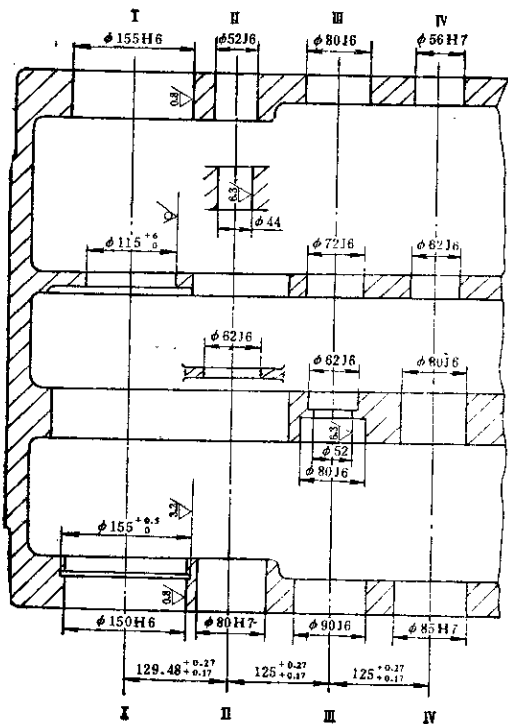 I II III IV
φ155H6 φ52J6 φ80J6 φ56H7
0.8
6.3
φ44
φ115 +6 0 φ72J6 φ62J6
φ62J6 φ62J6 φ80J6
6.3
φ52
φ80J6
3.2
φ155 +0.5 0
0.8
φ150H6 φ80H7 φ90J6 φ85H7
129.48 +0.27 +0.17 125 +0.27 +0.17 125 +0.27 +0.17
I II III IV